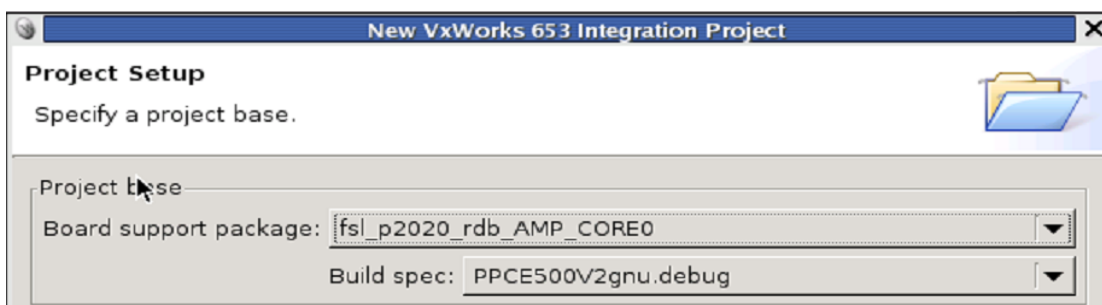 New VxWorks 653 Integration Project
Project Setup
Specify a project base.
Project base
Board support package: fsl_p2020_rdb_AMP_CORE0
Build spec: PPCE500V2gnu.debug